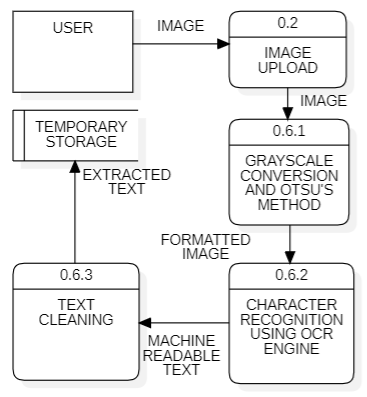 USER
IMAGE
0.2
IMAGE
UPLOAD
IMAGE
0.6.1
GRAYSCALE
CONVERSION
AND OTSU'S
METHOD
FORMATTED
IMAGE
0.6.2
CHARACTER
RECOGNITION
USING OCR
ENGINE
MACHINE
READABLE
TEXT
0.6.3
TEXT
CLEANING
EXTRACTED
TEXT
TEMPORARY
STORAGE